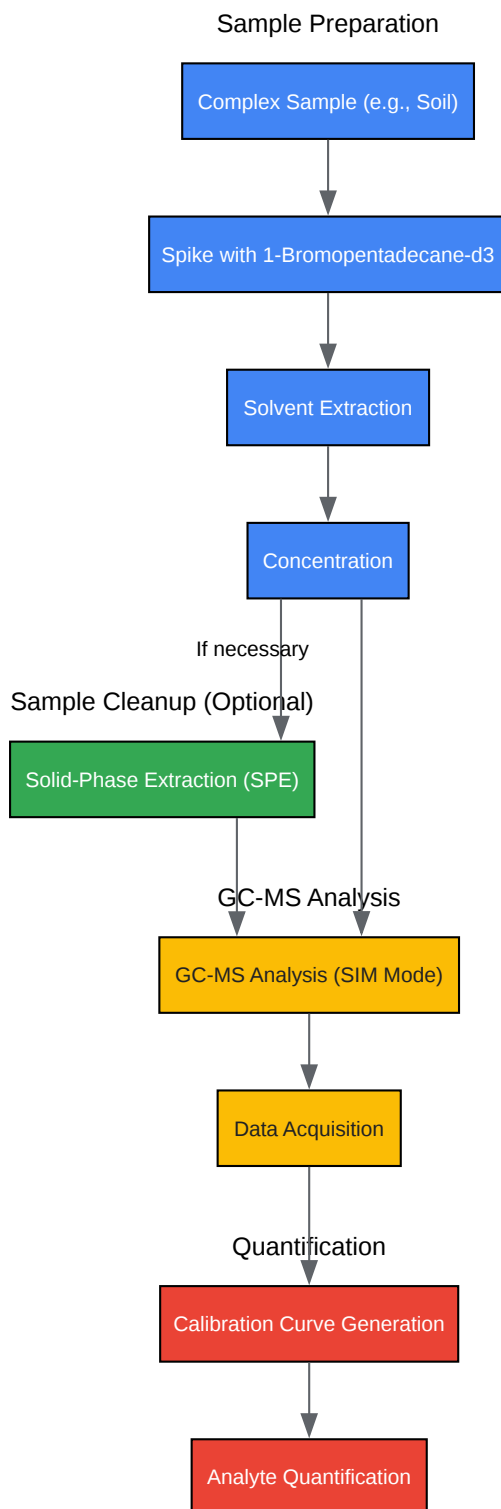 Sample Preparation
Complex Sample (e.g., Soil)
Spike with 1-Bromopentadecane-d3
Solvent Extraction
Concentration
If necessary
Sample Cleanup (Optional)
Solid-Phase Extraction (SPE)
GC-MS Analysis
GC-MS Analysis (SIM Mode)
Data Acquisition
Quantification
Calibration Curve Generation
Analyte Quantification